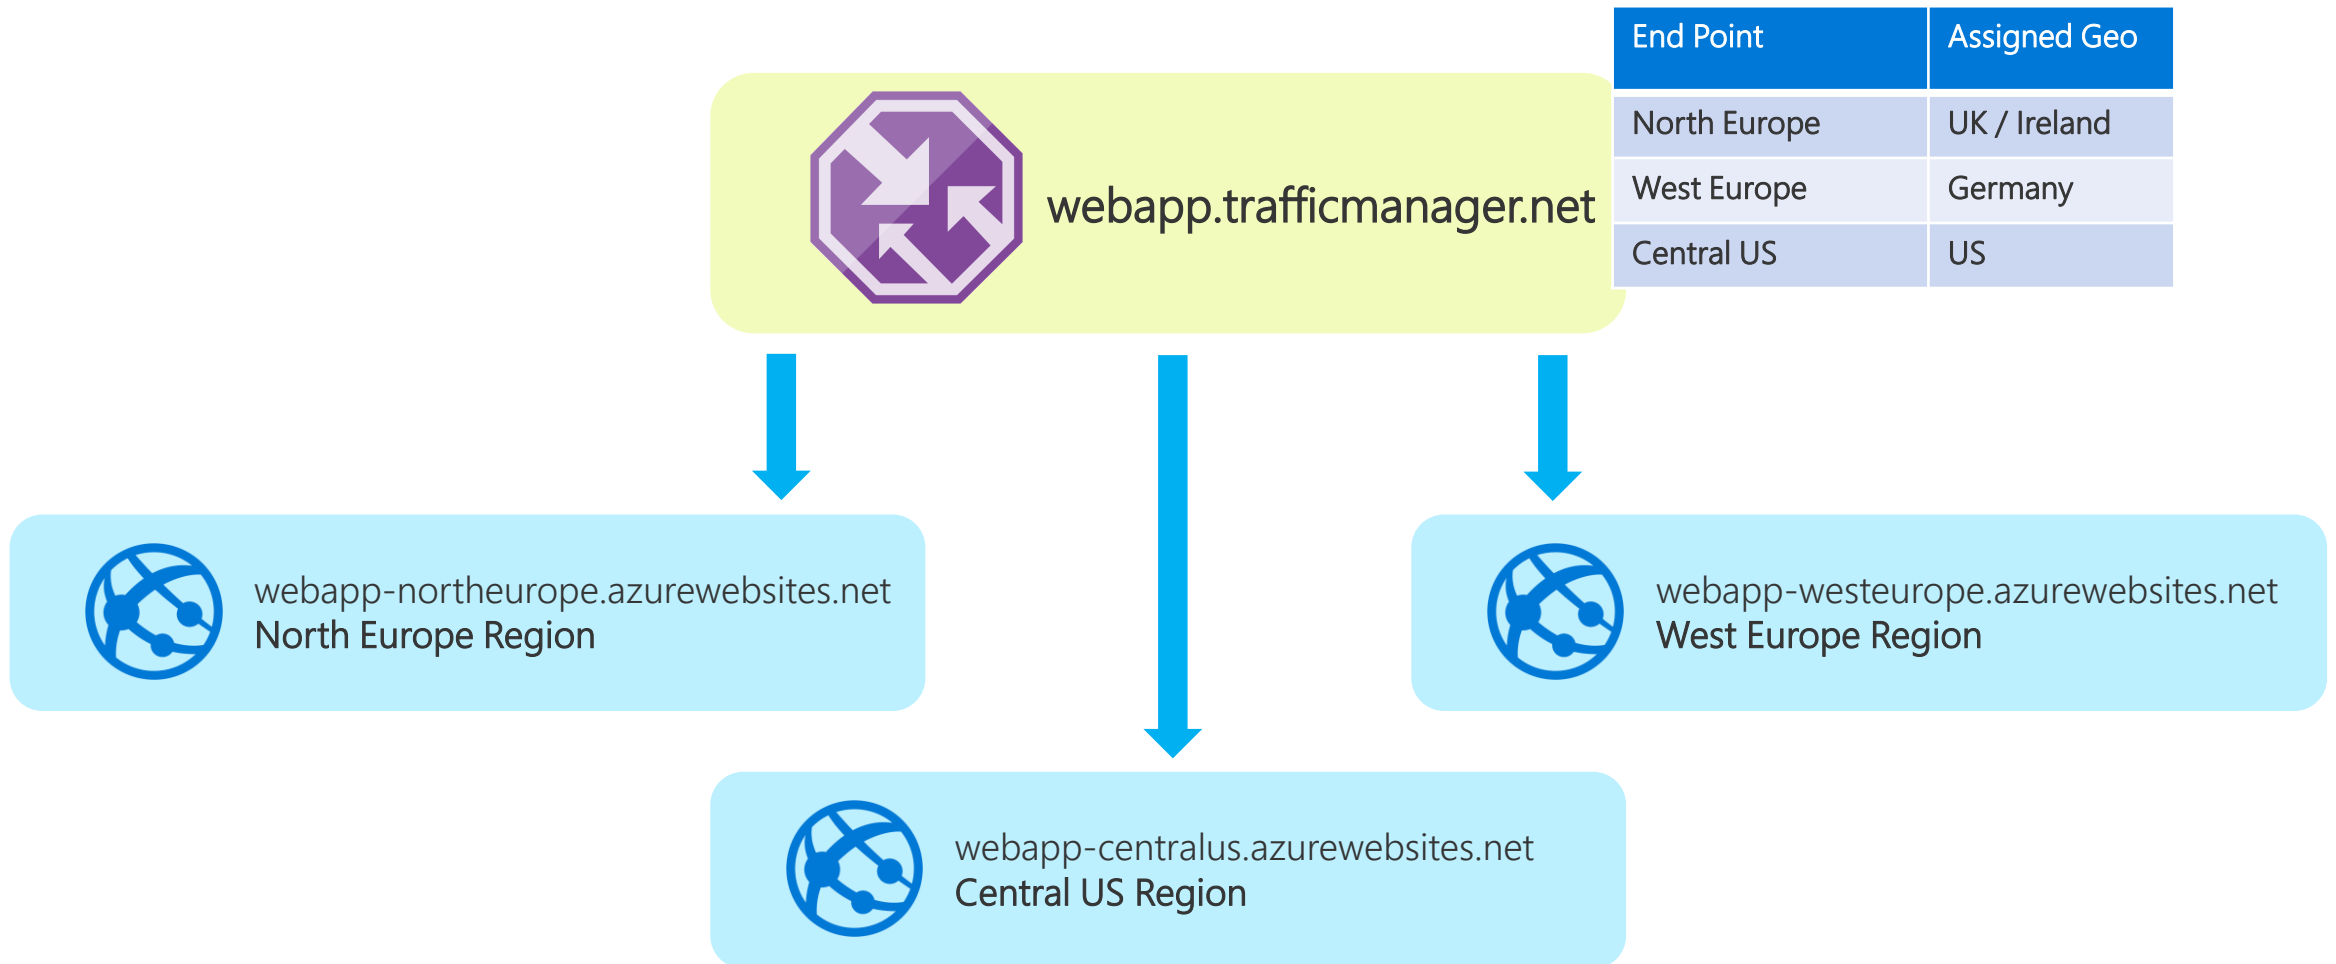 End Point Assigned Geo
North Europe UK / Ireland
West Europe Germany
Central US US
webapp.trafficmanager.net
webapp-northeurope.azurewebsites.net
North Europe Region
webapp-westeurope.azurewebsites.net
West Europe Region
webapp-centralus.azurewebsites.net
Central US Region